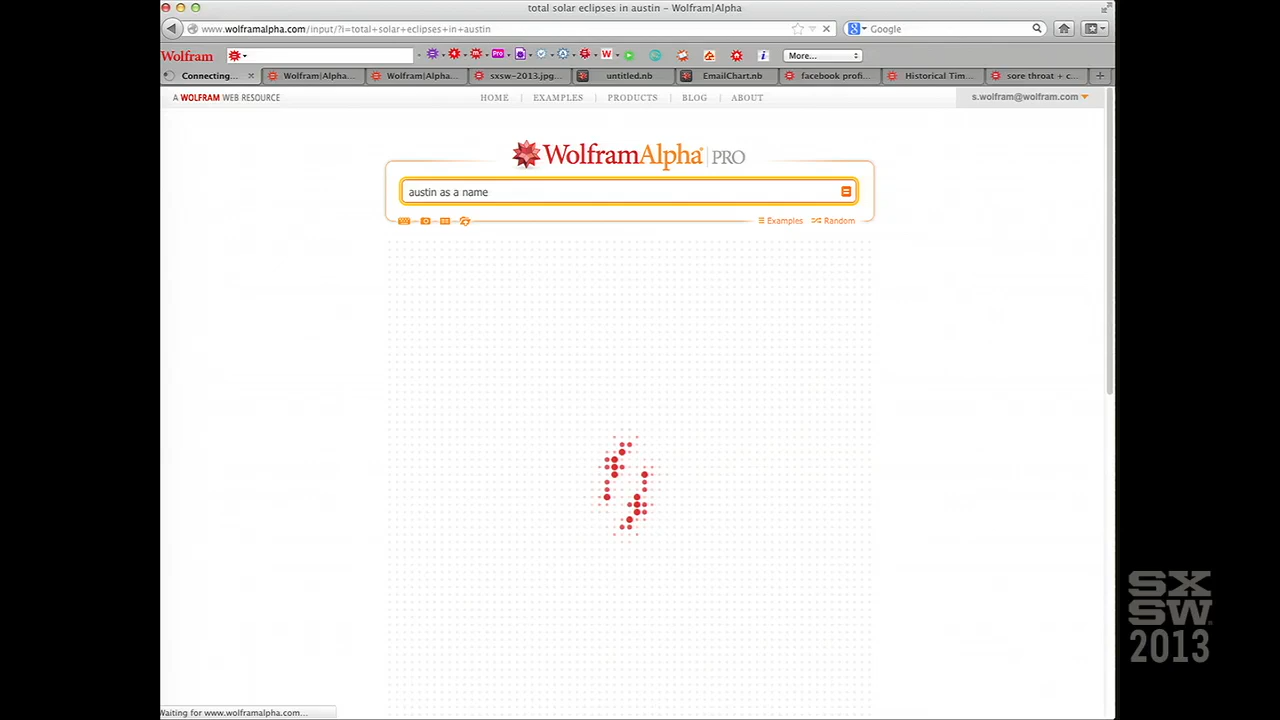 total solar eclipses in austin – Wolfram|Alpha
www.wolframalpha.com/input/?i=total+solar+eclipses+in+austin
Google
Wolfram
Pro
W
i
More...
Connecting...
Wolfram|Alpha...
Wolfram|Alpha...
sxsw-2013.jpg...
untitled.nb
EmailChart.nb
facebook profi...
Historical Tim...
sore throat + c...
A WOLFRAM WEB RESOURCE
HOME | EXAMPLES | PRODUCTS | BLOG | ABOUT
s.wolfram@wolfram.com
WolframAlpha PRO
austin as a name
Examples
Random
SXSW
2013
Waiting for www.wolframalpha.com...